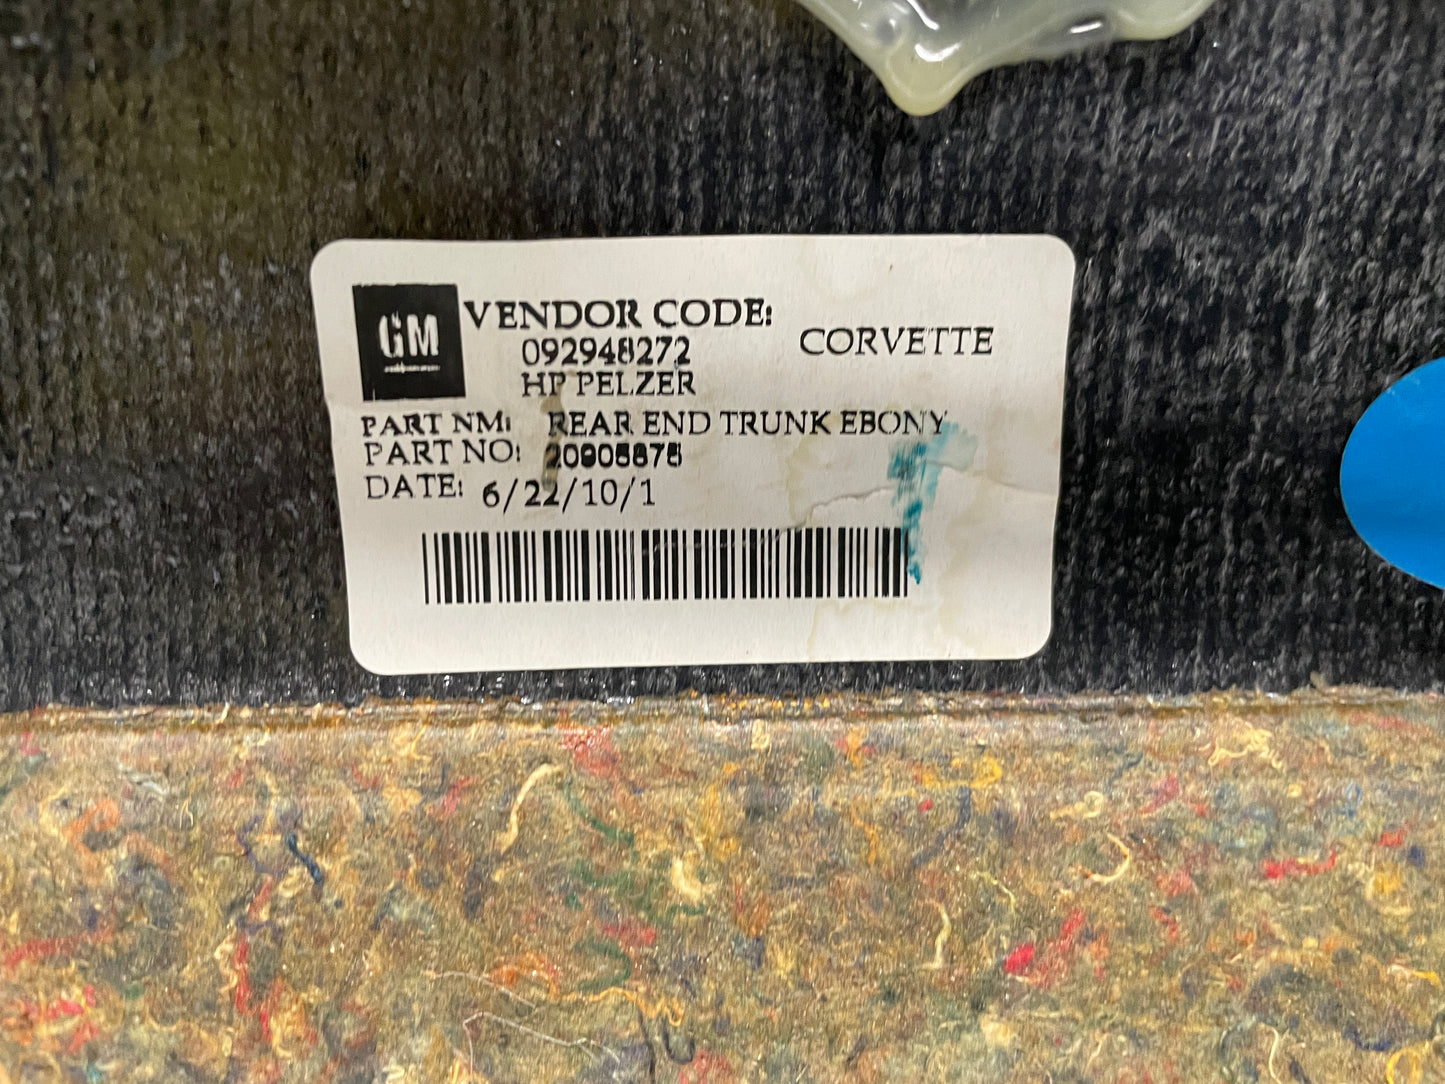 GM
VENDOR CODE:
092948272
HP PELZER
CORVETTE
PART NM: REAR END TRUNK EBONY
PART NO: 20905875
DATE: 6/22/10/1